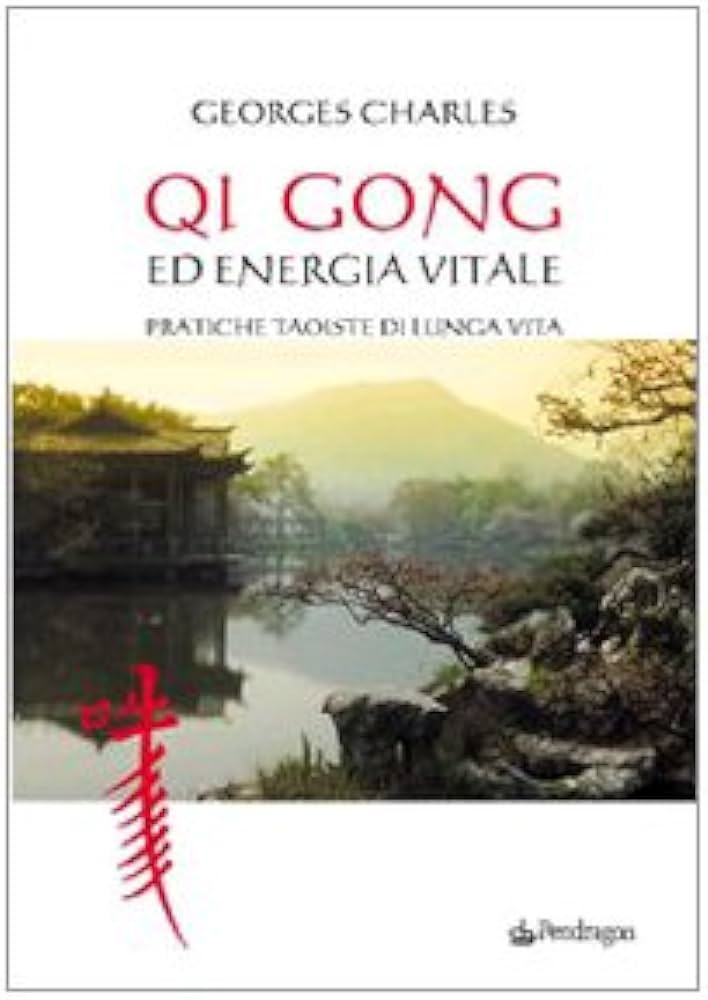 GEORGES CHARLES
QI GONG
ED ENERGIA VITALE
PRATICHE TAOISTE DI LUNGA VITA
Pendragon